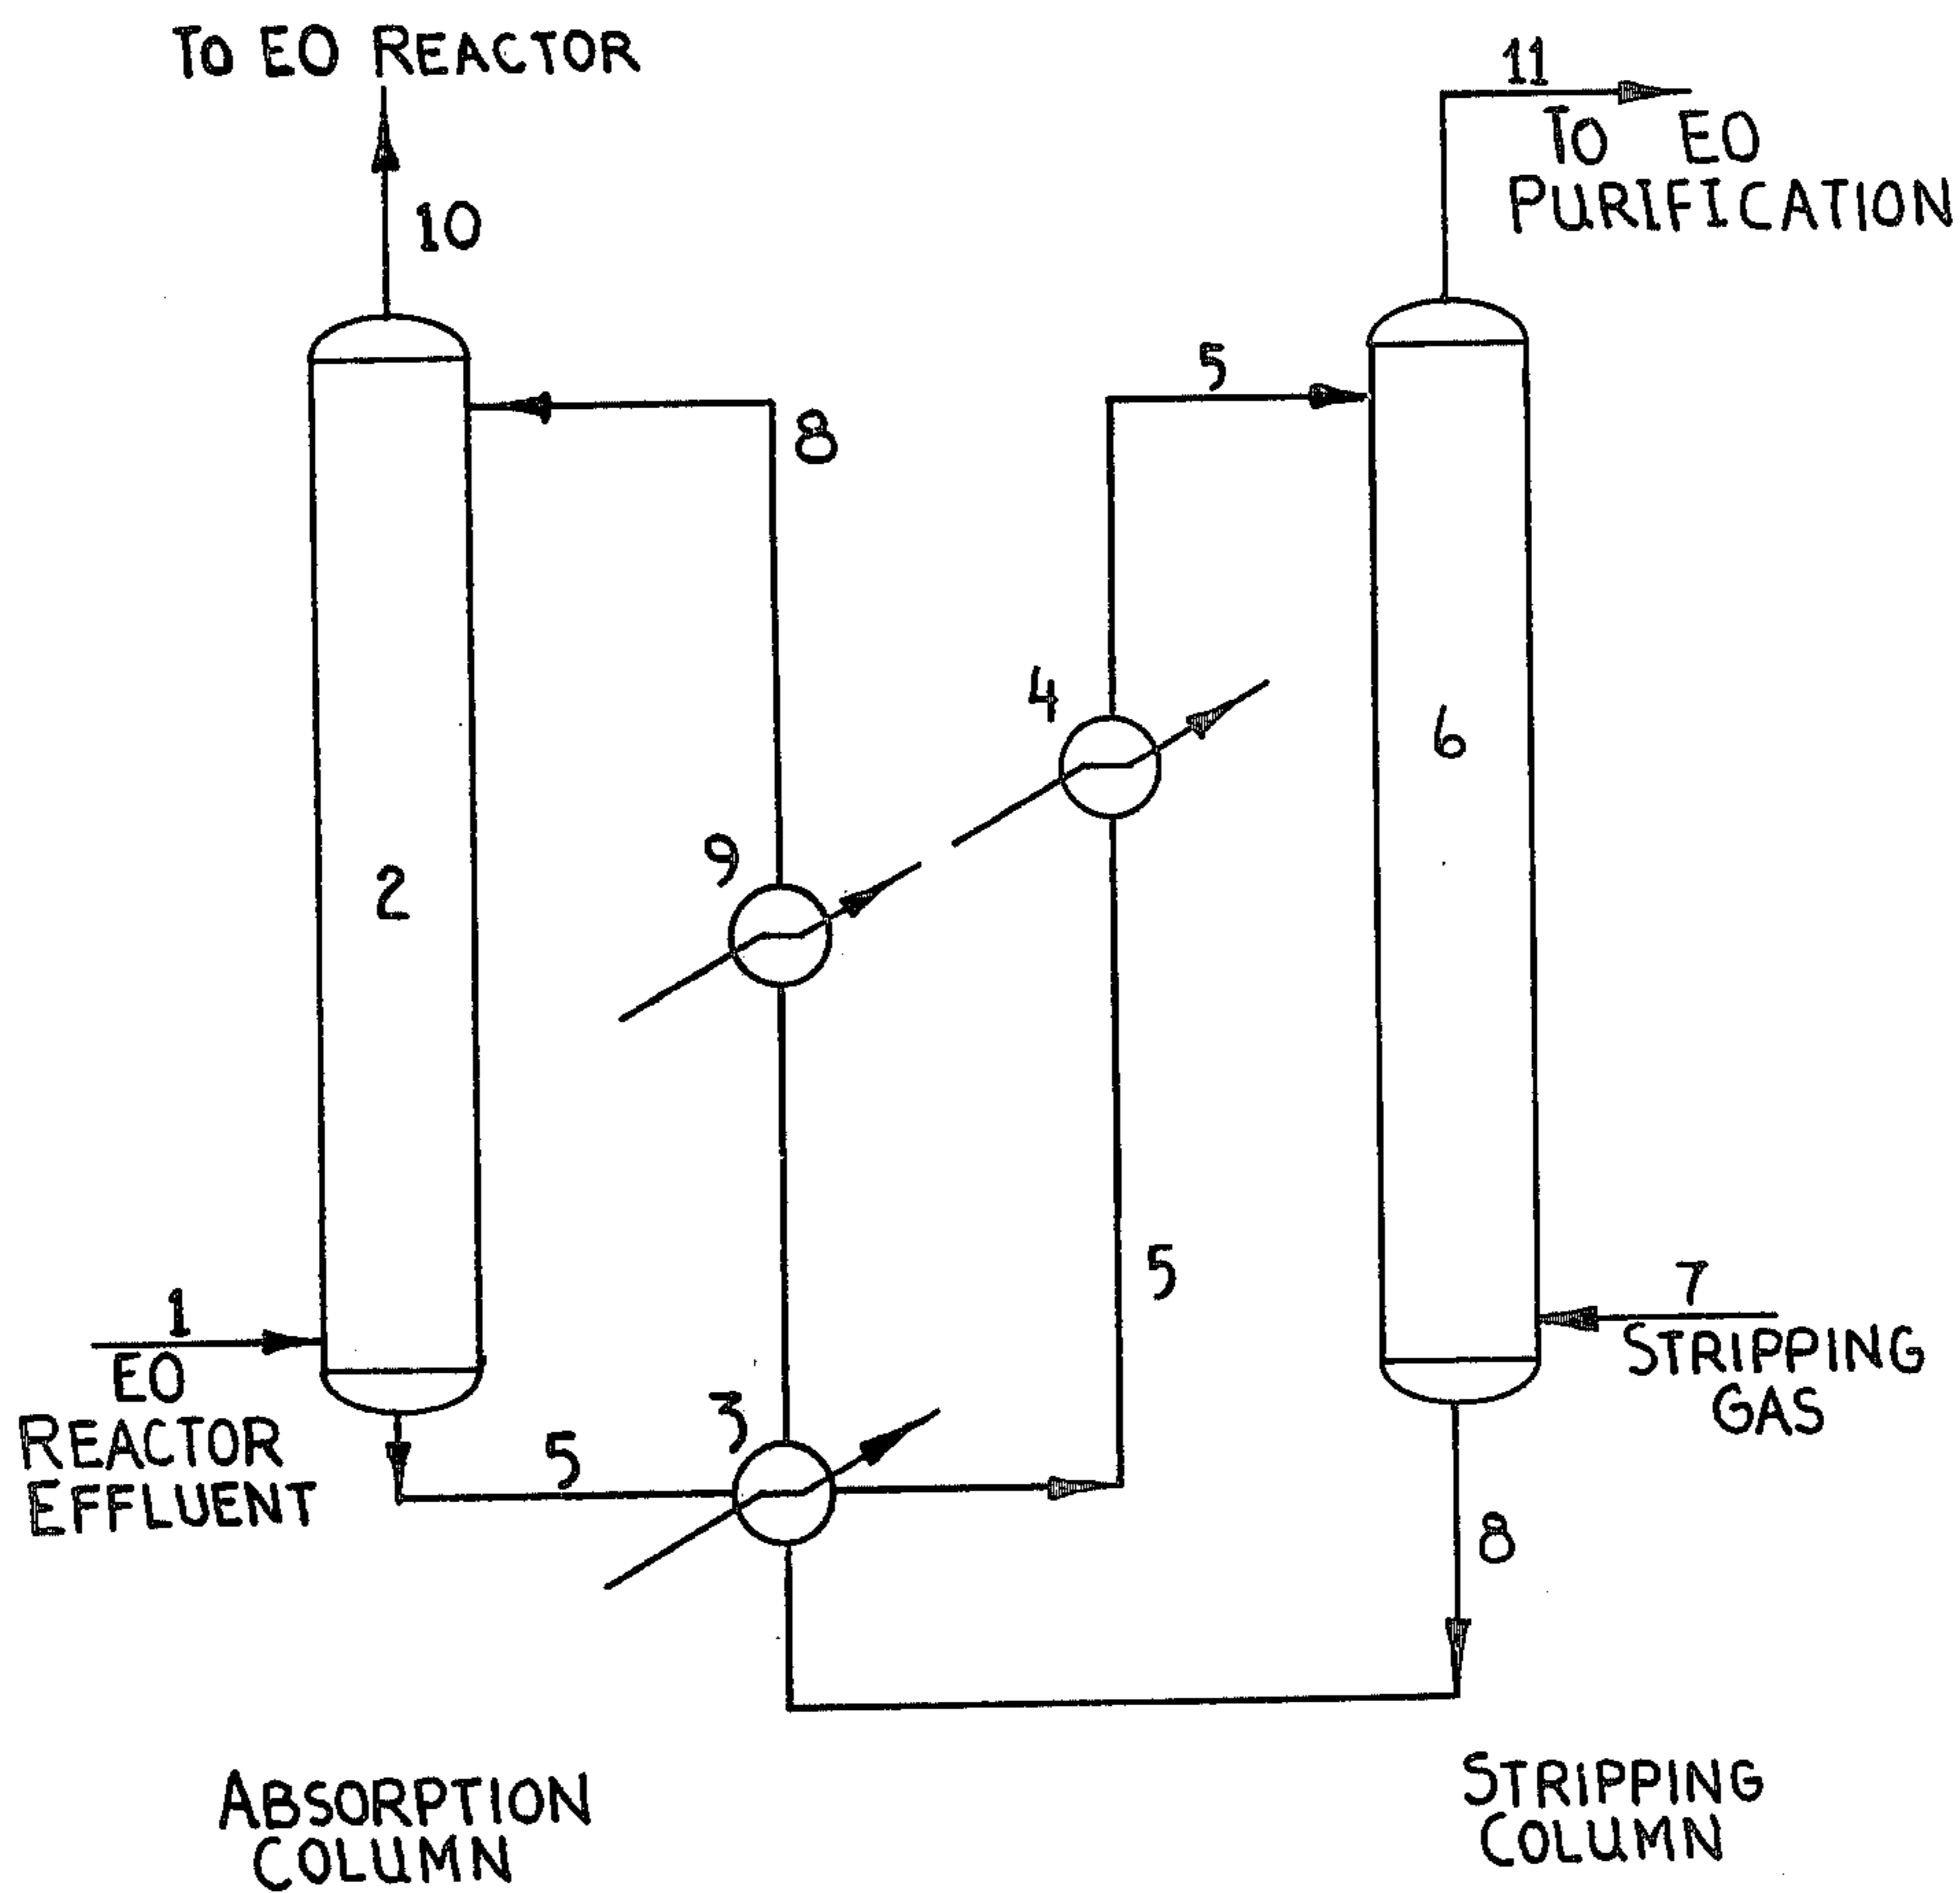 TO EO REACTOR
11
TO EO
PURIFICATION
10
5
8
4
6
9
2
5
1
EO
REACTOR
EFFLUENT
7
STRIPPING
GAS
3
5
8
ABSORPTION
COLUMN
STRIPPING
COLUMN